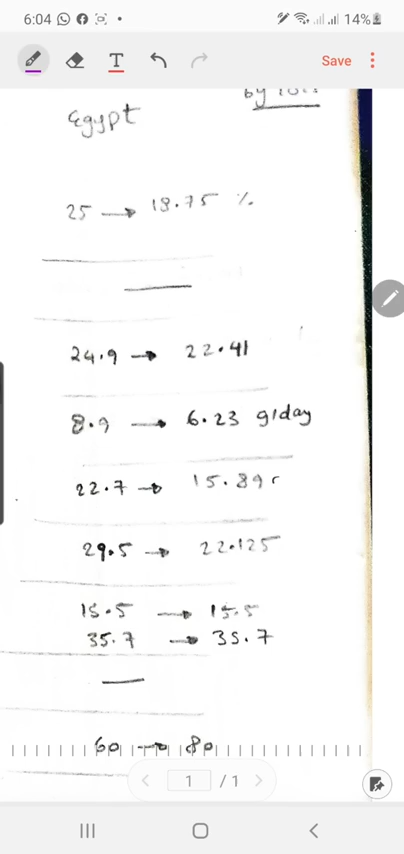 6:04 14%
T Save
Egypt
25 → 18.75 %
24.9 → 22.41
8.9 → 6.23 g/day
22.7 → 15.89
29.5 → 22.125
15.5 → 15.5
35.7 → 35.7
60 → 80
1 / 1